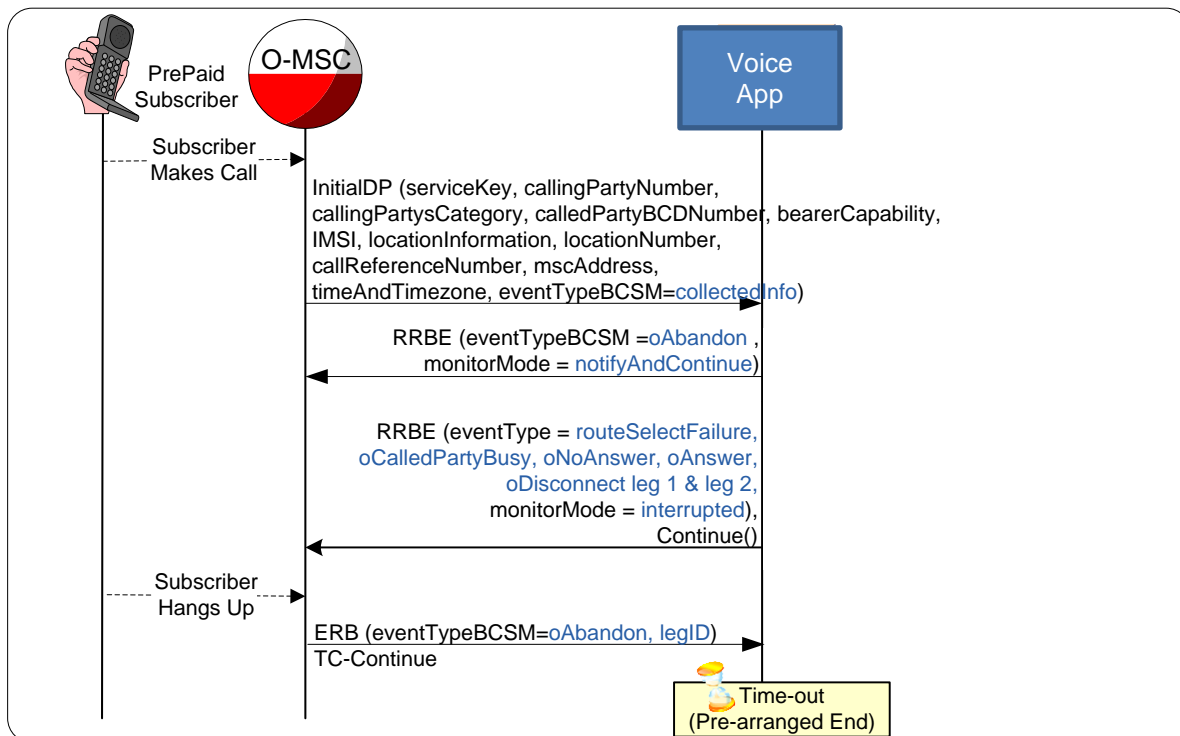 PrePaid
Subscriber
O-MSC
Voice
App
Subscriber
Makes Call
InitialDP (serviceKey, callingPartyNumber,
callingPartysCategory, calledPartyBCDNumber, bearerCapability,
IMSI, locationInformation, locationNumber,
callReferenceNumber, mscAddress,
timeAndTimezone, eventTypeBCSM=collectedInfo)
RRBE (eventTypeBCSM =oAbandon ,
monitorMode = notifyAndContinue)
RRBE (eventType = routeSelectFailure,
oCalledPartyBusy, oNoAnswer, oAnswer,
oDisconnect leg 1 & leg 2,
monitorMode = interrupted),
Continue()
Subscriber
Hangs Up
ERB (eventTypeBCSM=oAbandon, legID)
TC-Continue
Time-out
(Pre-arranged End)